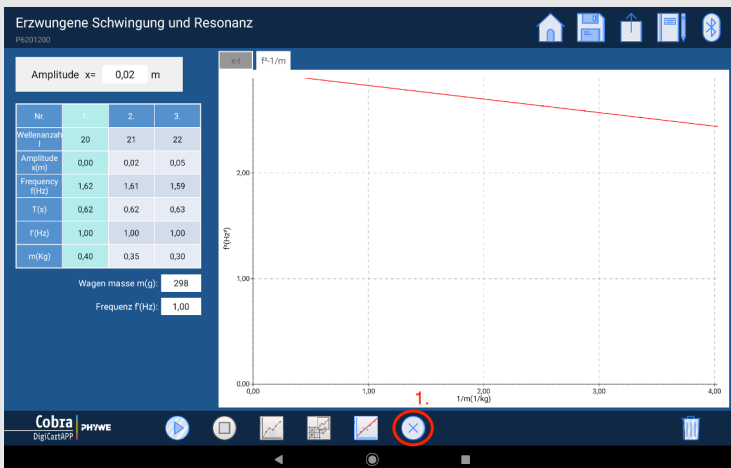 Erzwungene Schwingung und Resonanz
P6201200
Amplitude x= 0,02 m
x-t f²-1/m
Nr. 1. 2. 3.
Wellenanzah
l 20 21 22
Amplitude
x(m) 0,00 0,02 0,05
Frequency
f(Hz) 1,62 1,61 1,59
T(s) 0,62 0,62 0,63
f'(Hz) 1,00 1,00 1,00
m(Kg) 0,40 0,35 0,30
Wagen masse m(g): 298
Frequenz f'(Hz): 1,00
2,00
f²(Hz²)
1,00
0,00
0,00 1,00 2,00 3,00 4,00
1/m(1/kg)
1.
Cobra PHYWE
DigiCartAPP